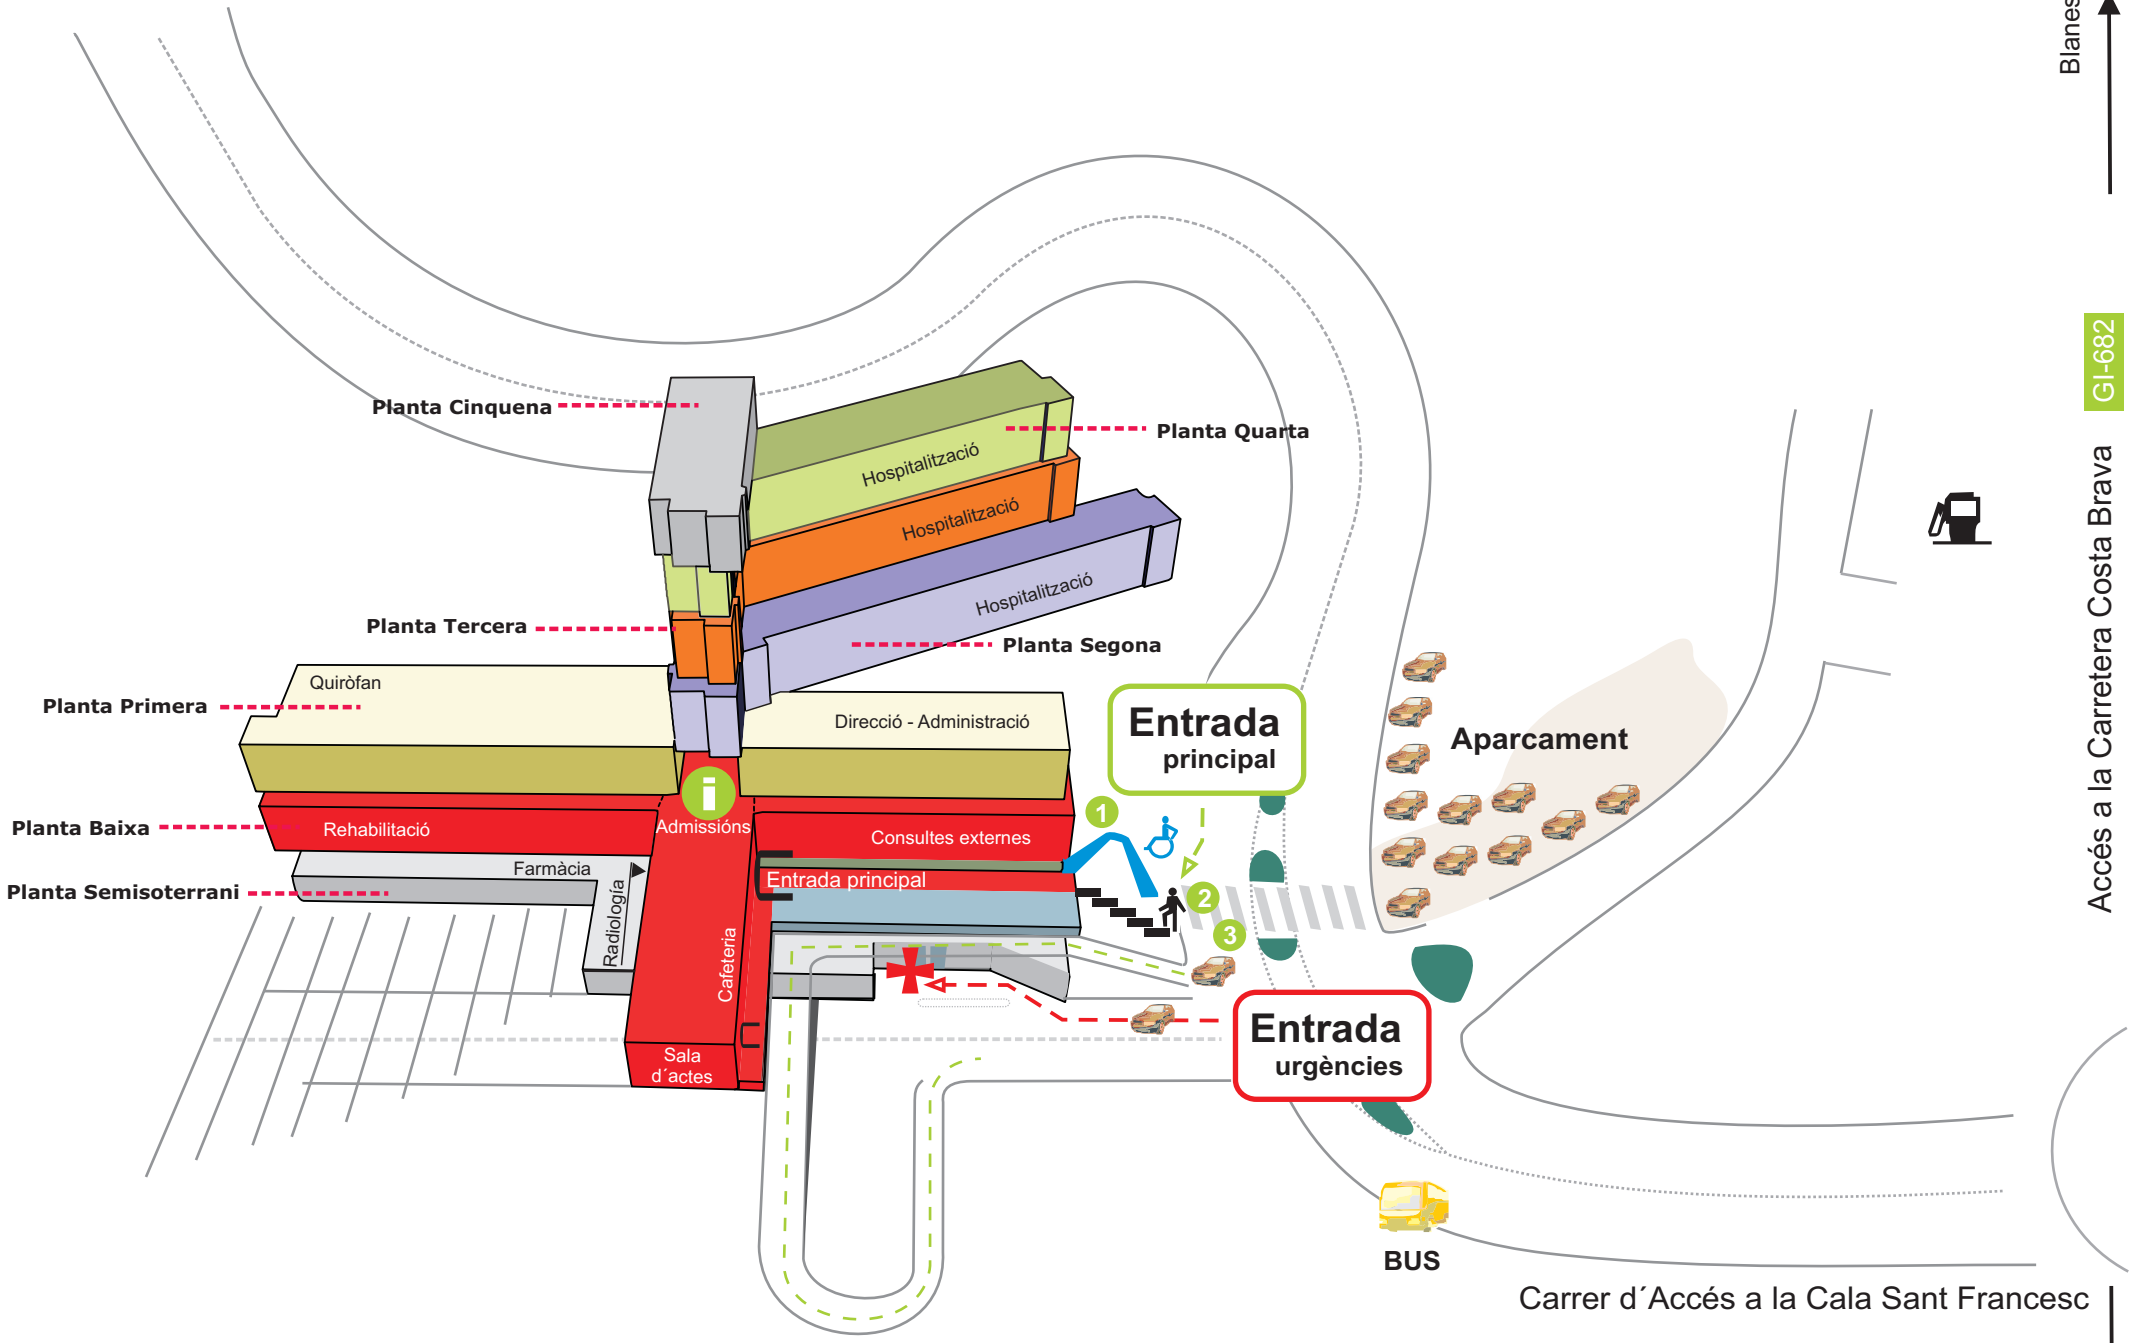 Blanes
GI-682
Accés a la Carretera Costa Brava
Planta Cinquena
Planta Quarta
Hospitalització
Hospitalització
Hospitalització
Planta Tercera
Planta Segona
Quiròfan
Planta Primera
Direcció - Administració
Entrada
principal
Aparcament
i
1
Planta Baixa
Rehabilitació
Admissións
Consultes externes
Farmàcia
Entrada principal
Planta Semisoterrani
Radiología
2
3
Cafeteria
Entrada
urgències
Sala
d´actes
BUS
Carrer d´Accés a la Cala Sant Francesc